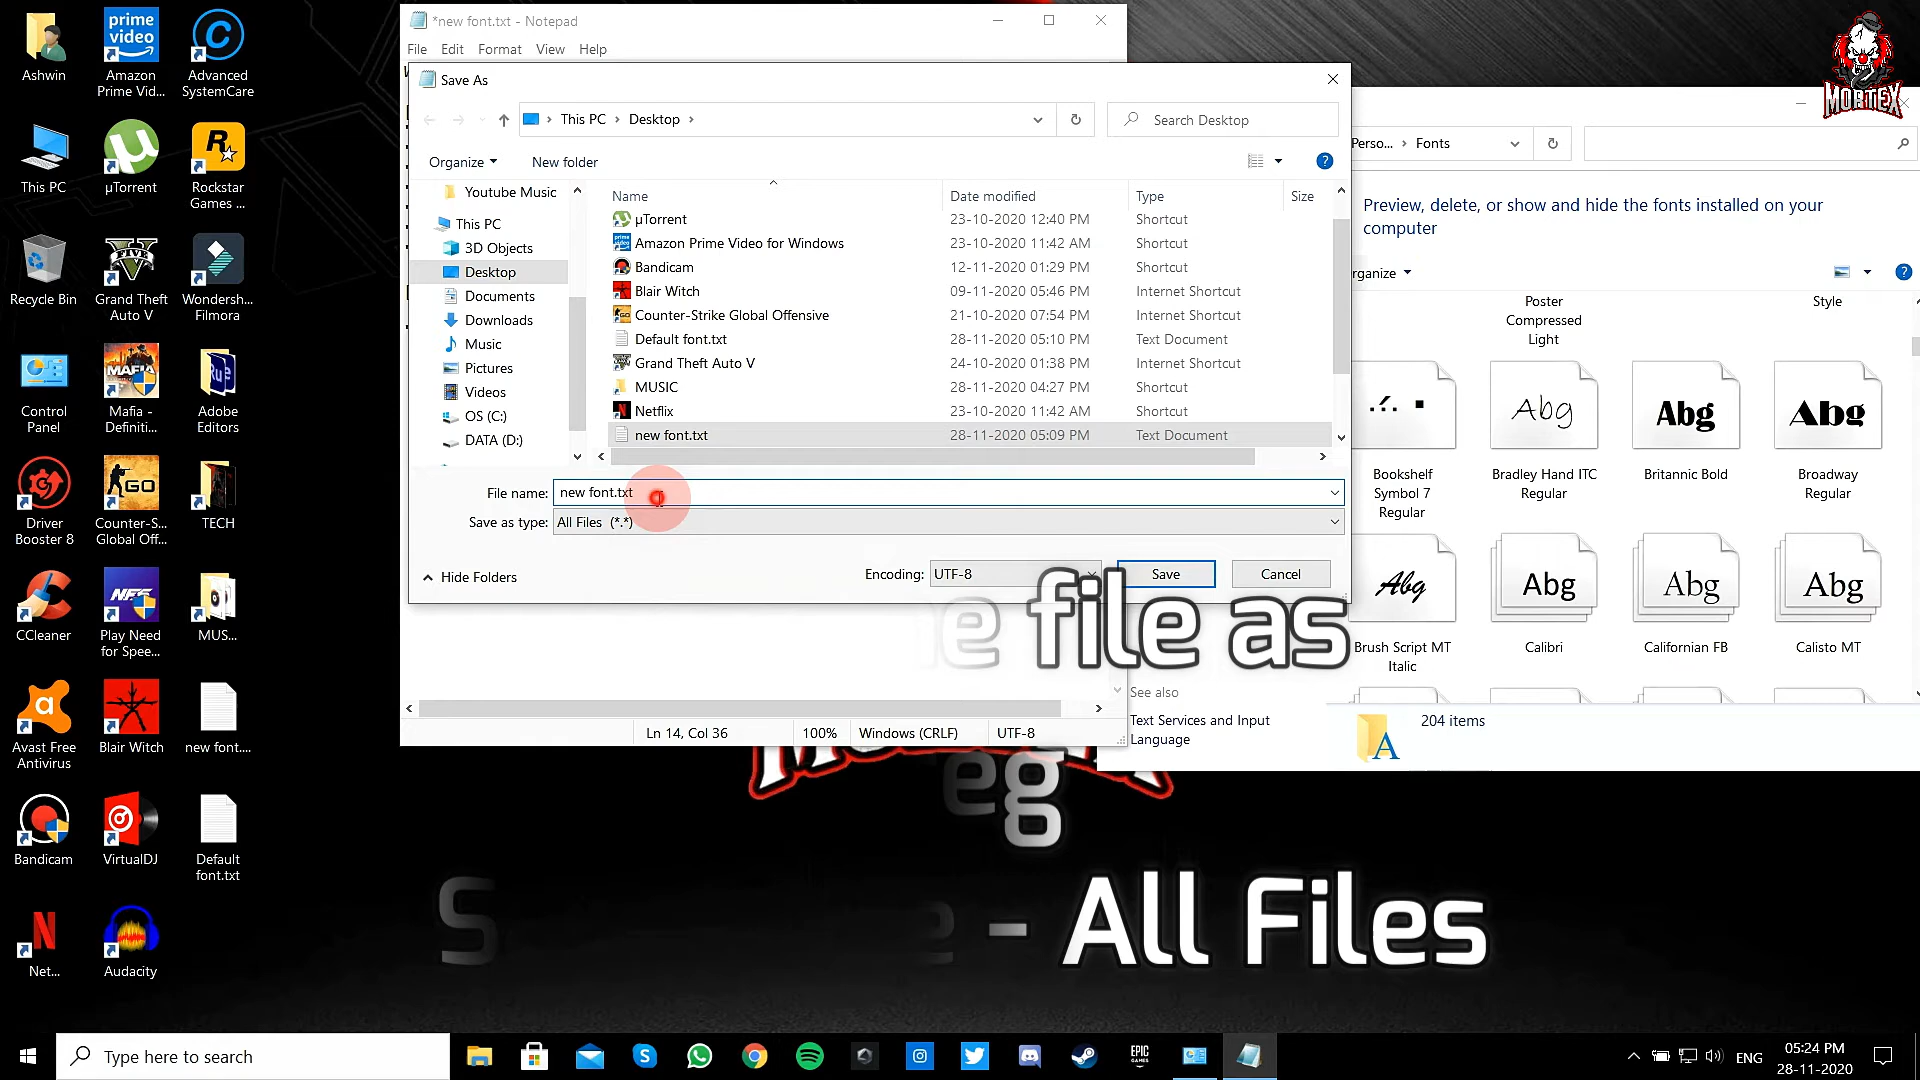 Ashwin
Amazon
Prime Vid...
Advanced
SystemCare
This PC
µTorrent
Rockstar
Games ...
Recycle Bin
Grand Theft
Auto V
Wondersh...
Filmora
Control
Panel
Mafia -
Definiti...
Adobe
Editors
Driver
Booster 8
Counter-S...
Global Off...
TECH
CCleaner
Play Need
for Spee...
MUS...
Avast Free
Antivirus
Blair Witch
new font....
Bandicam
VirtualDJ
Default
font.txt
Net...
Audacity
*new font.txt - Notepad
File Edit Format View Help
Save As
This PC > Desktop >
Search Desktop
Organize
New folder
Youtube Music
This PC
3D Objects
Desktop
Documents
Downloads
Music
Pictures
Videos
OS (C:)
DATA (D:)
Name Date modified Type Size
µTorrent 23-10-2020 12:40 PM Shortcut
Amazon Prime Video for Windows 23-10-2020 11:42 AM Shortcut
Bandicam 12-11-2020 01:29 PM Shortcut
Blair Witch 09-11-2020 05:46 PM Internet Shortcut
Counter-Strike Global Offensive 21-10-2020 07:54 PM Internet Shortcut
Default font.txt 28-11-2020 05:10 PM Text Document
Grand Theft Auto V 24-10-2020 01:38 PM Internet Shortcut
MUSIC 28-11-2020 04:27 PM Shortcut
Netflix 23-10-2020 11:42 AM Shortcut
new font.txt 28-11-2020 05:09 PM Text Document
File name: new font.txt
Save as type: All Files (*.*)
Hide Folders
Encoding: UTF-8
Save
Cancel
e file as
eg
S - All Files
Ln 14, Col 36 100% Windows (CRLF) UTF-8
MORTEX
Perso... > Fonts
Preview, delete, or show and hide the fonts installed on your
computer
rganize
Poster
Compressed
Light
Style
Abg
Abg
Abg
Bookshelf
Symbol 7
Regular
Bradley Hand ITC
Regular
Britannic Bold
Broadway
Regular
Abg
Abg
Abg
Abg
Brush Script MT
Italic
Calibri
Californian FB
Calisto MT
See also
Text Services and Input
Language
204 items
Type here to search
ENG
05:24 PM
28-11-2020